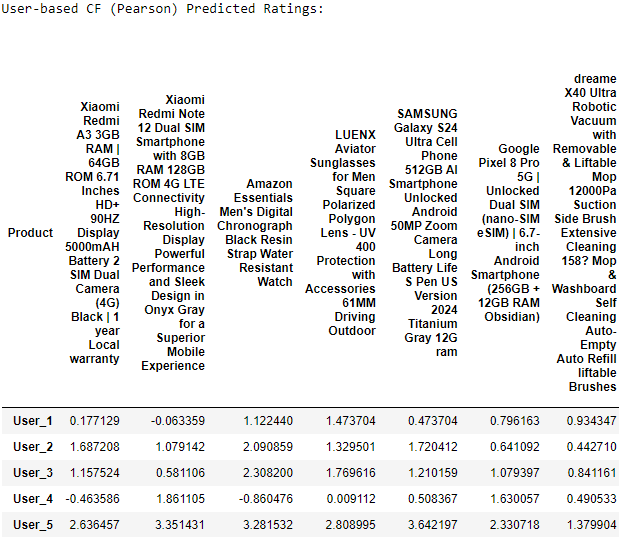 User-based CF (Pearson) Predicted Ratings:
Product
Xiaomi
Redmi
A3 3GB
RAM |
64GB
ROM 6.71
Inches
HD+
90HZ
Display
5000mAH
Battery 2
SIM Dual
Camera
(4G)
Black | 1
year
Local
warranty
Xiaomi
Redmi Note
12 Dual SIM
Smartphone
with 8GB
RAM 128GB
ROM 4G LTE
Connectivity
High-
Resolution
Display
Powerful
Performance
and Sleek
Design in
Onyx Gray
for a
Superior
Mobile
Experience
Amazon
Essentials
Men's Digital
Chronograph
Black Resin
Strap Water
Resistant
Watch
LUENX
Aviator
Sunglasses
for Men
Square
Polarized
Polygon
Lens - UV
400
Protection
with
Accessories
61MM
Driving
Outdoor
SAMSUNG
Galaxy S24
Ultra Cell
Phone
512GB AI
Smartphone
Unlocked
Android
50MP Zoom
Camera
Long
Battery Life
S Pen US
Version
2024
Titanium
Gray 12G
ram
Google
Pixel 8 Pro
5G |
Unlocked
Dual SIM
(nano-SIM
eSIM) | 6.7-
inch
Android
Smartphone
(256GB +
12GB RAM
Obsidian)
dreame
X40 Ultra
Robotic
Vacuum
with
Removable
& Liftable
Mop
12000Pa
Suction
Side Brush
Extensive
Cleaning
158? Mop
&
Washboard
Self
Cleaning
Auto-
Empty
Auto Refill
liftable
Brushes
User_1 0.177129 -0.063359 1.122440 1.473704 0.473704 0.796163 0.934347
User_2 1.687208 1.079142 2.090859 1.329501 1.720412 0.641092 0.442710
User_3 1.157524 0.581106 2.308200 1.769616 1.210159 1.079397 0.841161
User_4 -0.463586 1.861105 -0.860476 0.009112 0.508367 1.630057 0.490533
User_5 2.636457 3.351431 3.281532 2.808995 3.642197 2.330718 1.379904